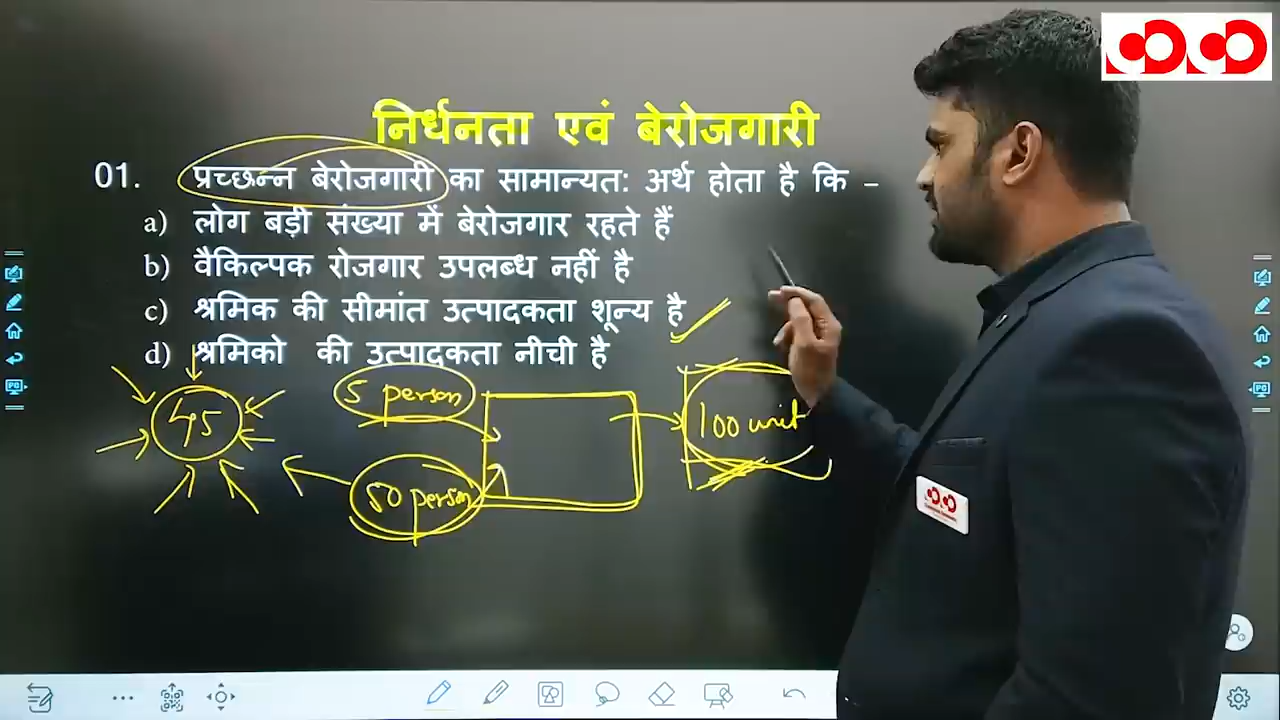 निर्धनता एवं बेरोजगारी
01. प्रच्छन्न बेरोजगारी का सामान्यत: अर्थ होता है कि –
a) लोग बड़ी संख्या में बेरोजगार रहते हैं
b) वैकिल्पक रोजगार उपलब्ध नहीं है
c) श्रमिक की सीमांत उत्पादकता शून्य है
d) श्रमिको की उत्पादकता नीची है
5 person
45
100 unit
50 person